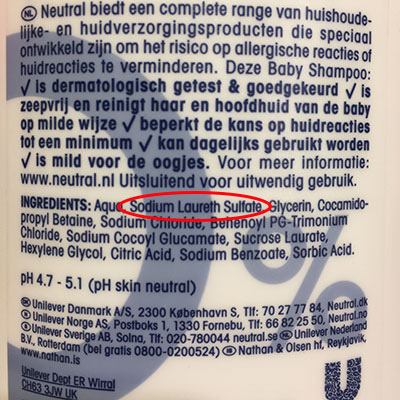 NL Neutral biedt een complete range van huishoude-
lijke- en huidverzorgingsproducten die speciaal
ontwikkeld zijn om het risico op allergische reacties of
huidreacties te verminderen. Deze Baby Shampoo:
✓ is dermatologisch getest & goedgekeurd ✓ is
zeepvrij en reinigt haar en hoofdhuid van de baby
op milde wijze ✓ beperkt de kans op huidreacties
tot een minimum ✓ kan dagelijks gebruikt worden
✓ is mild voor de oogjes. Voor meer informatie:
www.neutral.nl Uitsluitend voor uitwendig gebruik.
INGREDIENTS: Aqua, Sodium Laureth Sulfate, Glycerin, Cocamido-
propyl Betaine, Sodium Chloride, Behenoyl PG-Trimonium
Chloride, Sodium Cocoyl Glucamate, Sucrose Laurate,
Hexylene Glycol, Citric Acid, Sodium Benzoate, Sorbic Acid.
pH 4.7 - 5.1 (pH skin neutral)
Unilever Danmark A/S, 2300 København S, Tlf: 70 27 77 84, Neutral.dk
Unilever Norge AS, Postboks 1, 1330 Fornebu, Tlf: 66 82 25 50, Neutral.no
Unilever Sverige AB, Solna, Tlf: 020-780044 neutral.se Unilever Nederland
B.V., Rotterdam (bel gratis 0800-0200524) Nathan & Olsen hf, Reykjavik,
www.nathan.is
Unilever Dept ER Wirral
CH63 3JW UK
%